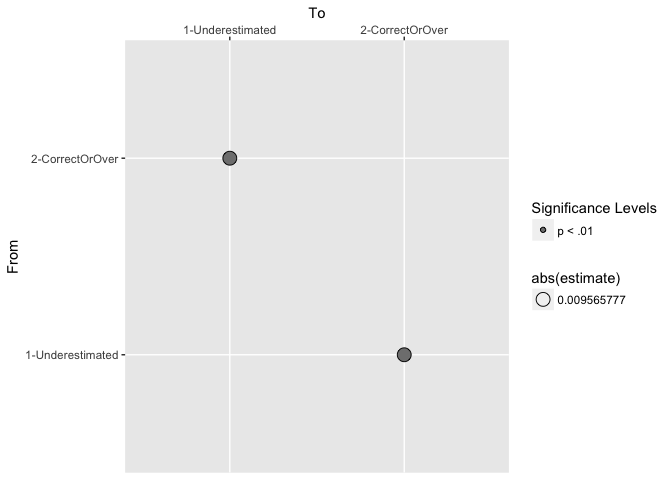 To
1-Underestimated 2-CorrectOrOver
2-CorrectOrOver
From
1-Underestimated
Significance Levels
p < .01
abs(estimate)
0.009565777